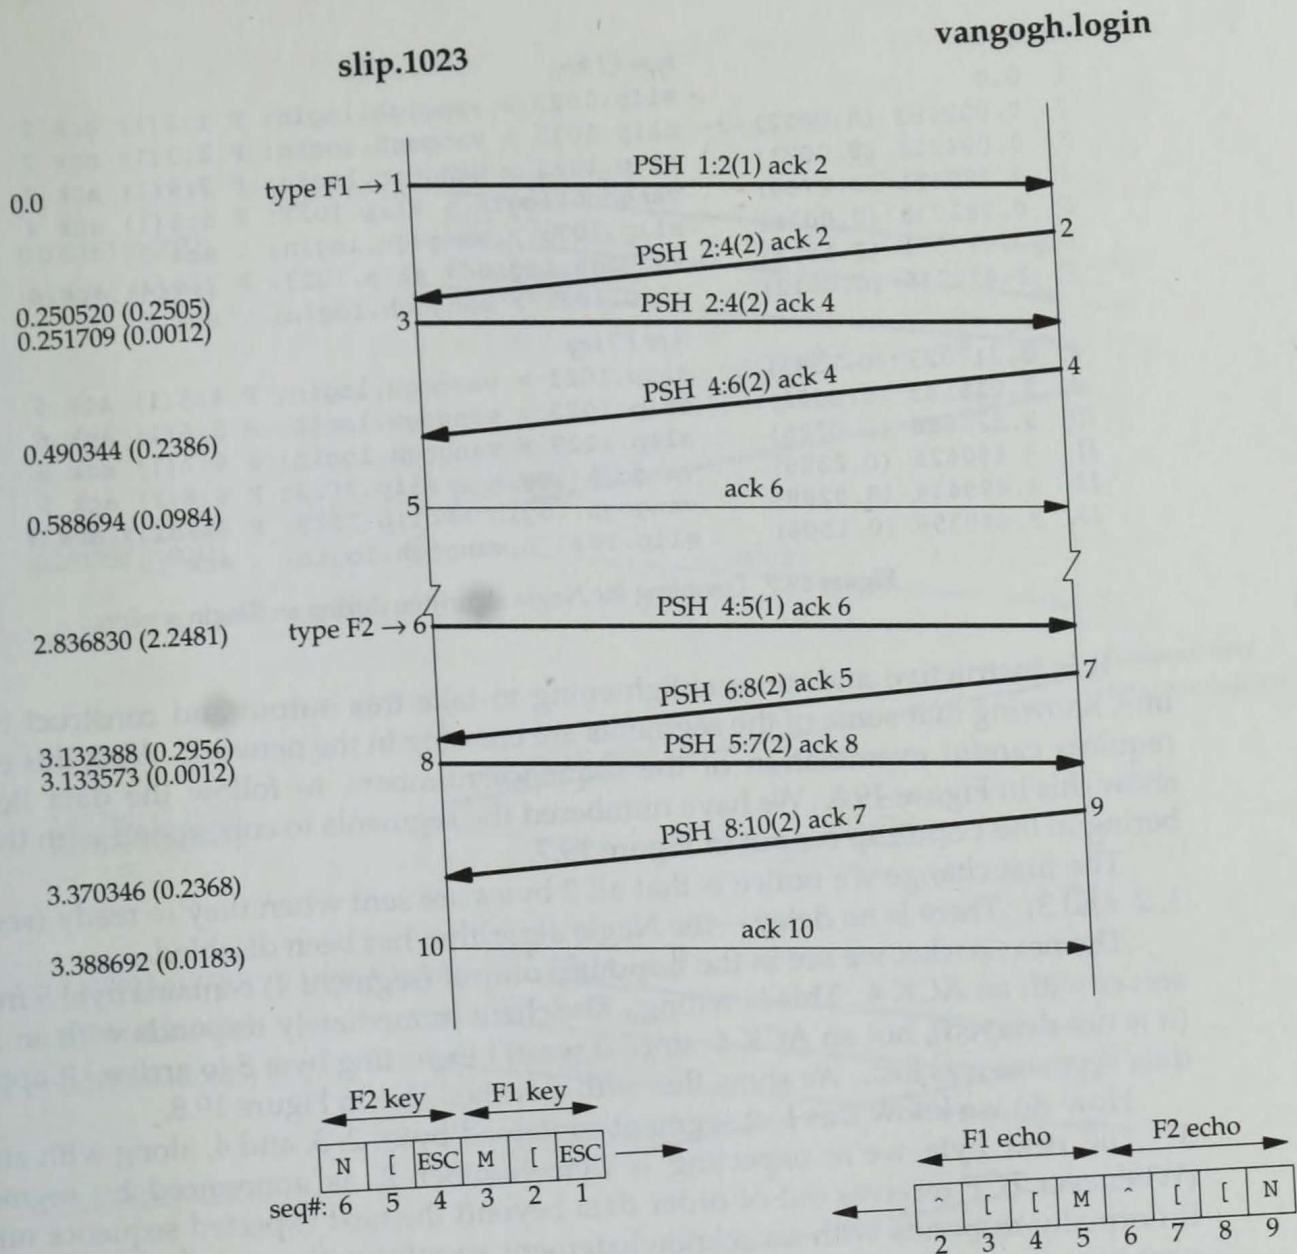 slip.1023
vangogh.login
0.0
type F1 → 1
PSH 1:2(1) ack 2
2
PSH 2:4(2) ack 2
0.250520 (0.2505)
0.251709 (0.0012)
3
PSH 2:4(2) ack 4
4
PSH 4:6(2) ack 4
0.490344 (0.2386)
0.588694 (0.0984)
5
ack 6
2.836830 (2.2481)
type F2 → 6
PSH 4:5(1) ack 6
7
PSH 6:8(2) ack 5
3.132388 (0.2956)
3.133573 (0.0012)
8
PSH 5:7(2) ack 8
9
PSH 8:10(2) ack 7
3.370346 (0.2368)
3.388692 (0.0183)
10
ack 10
F2 key F1 key
N [ ESC M [ ESC
seq#: 6 5 4 3 2 1
F1 echo F2 echo
^ [ [ M ^ [ [ N
2 3 4 5 6 7 8 9